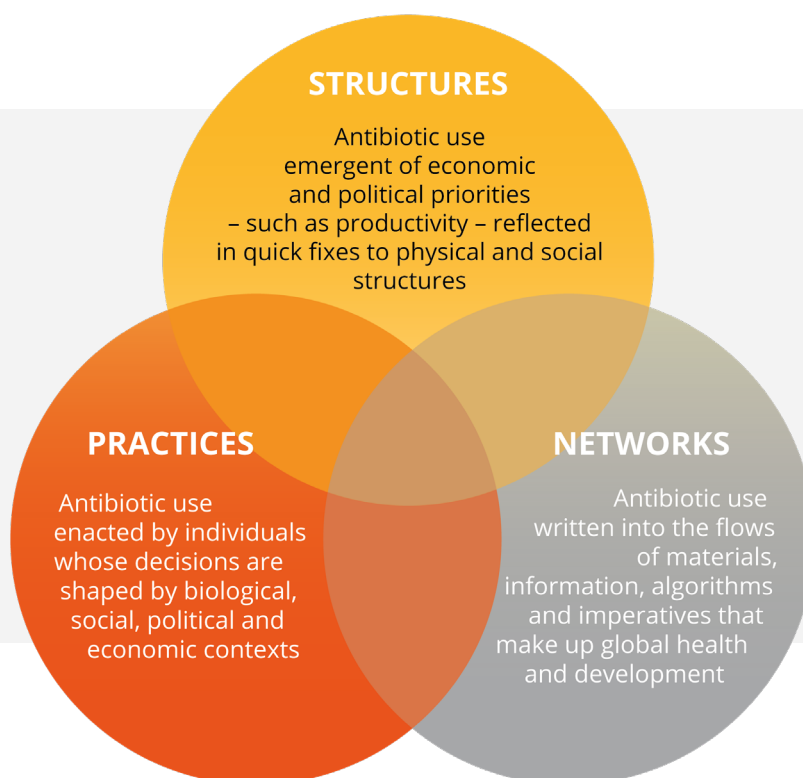 STRUCTURES
Antibiotic use
emergent of economic
and political priorities
– such as productivity – reflected
in quick fixes to physical and social
structures
PRACTICES
Antibiotic use
enacted by individuals
whose decisions are
shaped by biological,
social, political and
economic contexts
NETWORKS
Antibiotic use
written into the flows
of materials,
information, algorithms
and imperatives that
make up global health
and development